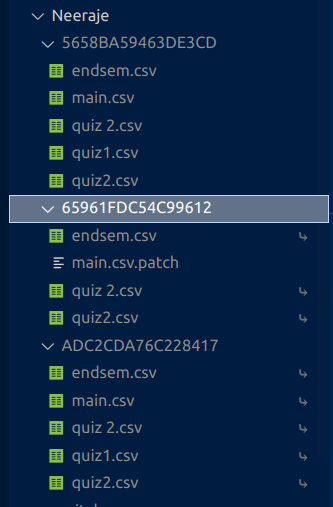 Neeraje
5658BA59463DE3CD
endsem.csv
main.csv
quiz 2.csv
quiz1.csv
quiz2.csv
65961FDC54C99612
endsem.csv
main.csv.patch
quiz 2.csv
quiz2.csv
ADC2CDA76C228417
endsem.csv
main.csv
quiz 2.csv
quiz1.csv
quiz2.csv